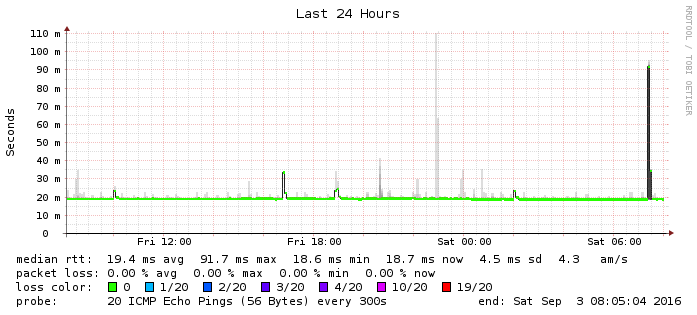 Last 24 Hours
RRDTOOL / TOBI OETIKER
Seconds
110 m
100 m
90 m
80 m
70 m
60 m
50 m
40 m
30 m
20 m
10 m
0
Fri 12:00 Fri 18:00 Sat 00:00 Sat 06:00
median rtt: 19.4 ms avg 91.7 ms max 18.6 ms min 18.7 ms now 4.5 ms sd 4.3 am/s
packet loss: 0.00 % avg 0.00 % max 0.00 % min 0.00 % now
loss color: 0 1/20 2/20 3/20 4/20 10/20 19/20
probe: 20 ICMP Echo Pings (56 Bytes) every 300s end: Sat Sep 3 08:05:04 2016